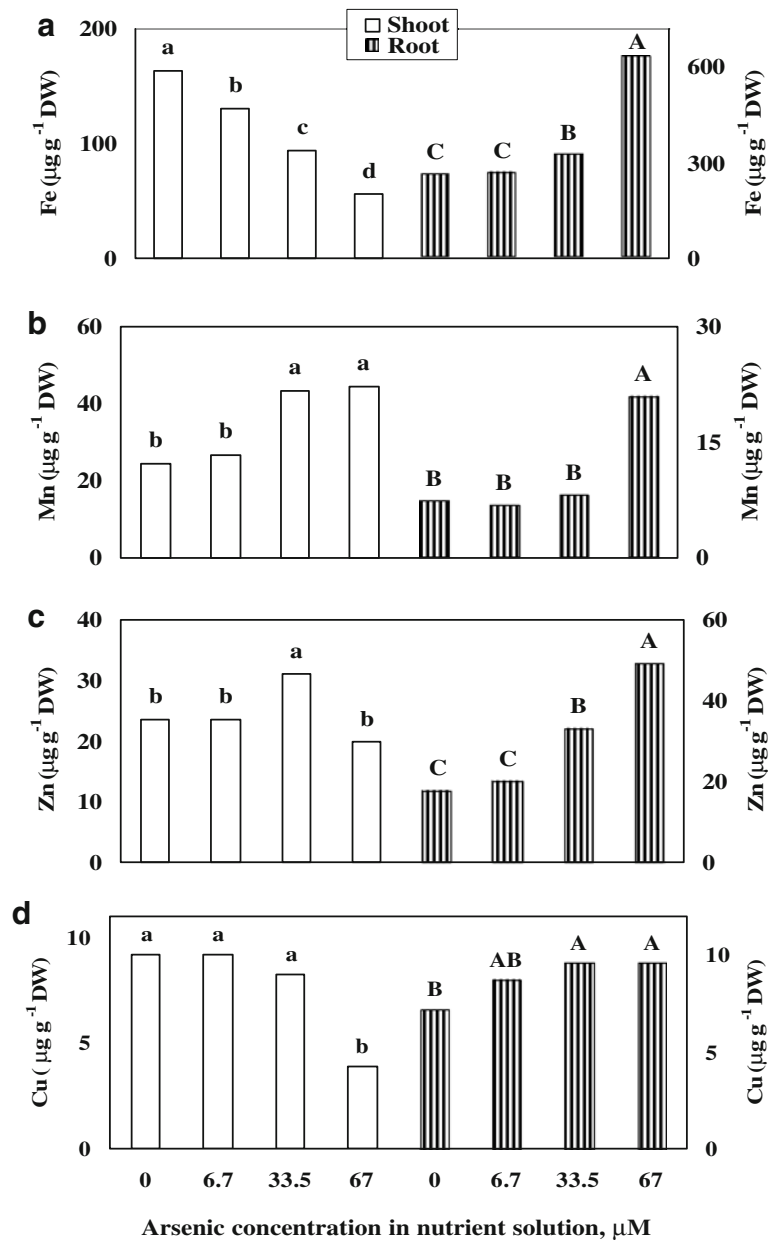 a
Shoot
Root
200
100
0
Fe (µg g⁻¹ DW)
a
b
c
d
C
C
B
A
600
300
0
Fe (µg g⁻¹ DW)
b
60
40
20
0
Mn (µg g⁻¹ DW)
b
b
a
a
B
B
B
A
30
15
0
Mn (µg g⁻¹ DW)
c
40
30
20
10
0
Zn (µg g⁻¹ DW)
b
b
a
b
C
C
B
A
60
40
20
0
Zn (µg g⁻¹ DW)
d
10
5
0
Cu ( µg g⁻¹ DW)
a
a
a
b
B
AB
A
A
10
5
0
Cu (µg g⁻¹ DW)
0 6.7 33.5 67 0 6.7 33.5 67
Arsenic concentration in nutrient solution, µM